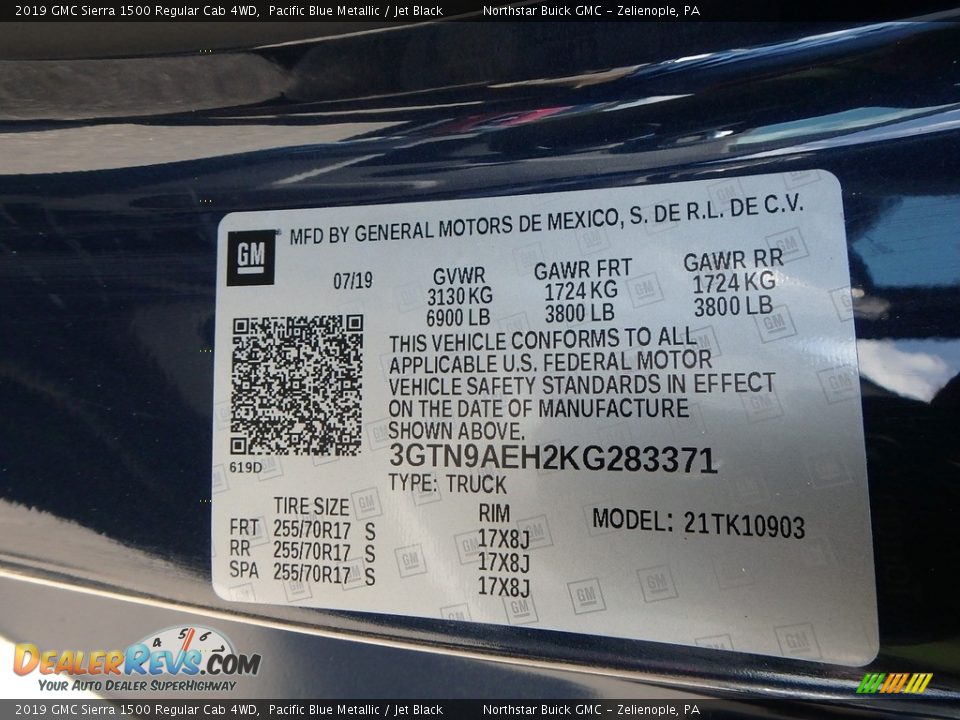 2019 GMC Sierra 1500 Regular Cab 4WD, Pacific Blue Metallic / Jet Black Northstar Buick GMC - Zelienople, PA
GM MFD BY GENERAL MOTORS DE MEXICO, S. DE R.L. DE C.V.
07/19
GVWR GAWR FRT GAWR RR
3130 KG 1724 KG 1724 KG
6900 LB 3800 LB 3800 LB
THIS VEHICLE CONFORMS TO ALL
APPLICABLE U.S. FEDERAL MOTOR
VEHICLE SAFETY STANDARDS IN EFFECT
ON THE DATE OF MANUFACTURE
SHOWN ABOVE.
619D
3GTN9AEH2KG283371
TYPE: TRUCK
TIRE SIZE RIM MODEL: 21TK10903
FRT 255/70R17 S 17X8J
RR 255/70R17 S 17X8J
SPA 255/70R17 S 17X8J
4 5 6
DEALERREVS.COM
YOUR AUTO DEALER SUPERHIGHWAY
2019 GMC Sierra 1500 Regular Cab 4WD, Pacific Blue Metallic / Jet Black Northstar Buick GMC - Zelienople, PA